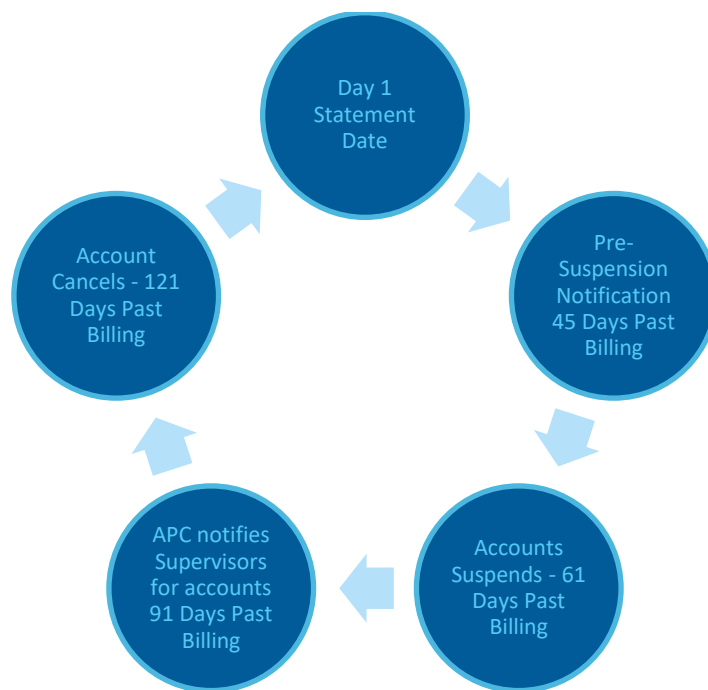 Day 1
Statement
Date
Pre-
Suspension
Notification
45 Days Past
Billing
Accounts
Suspends - 61
Days Past
Billing
APC notifies
Supervisors
for accounts
91 Days Past
Billing
Account
Cancels - 121
Days Past
Billing